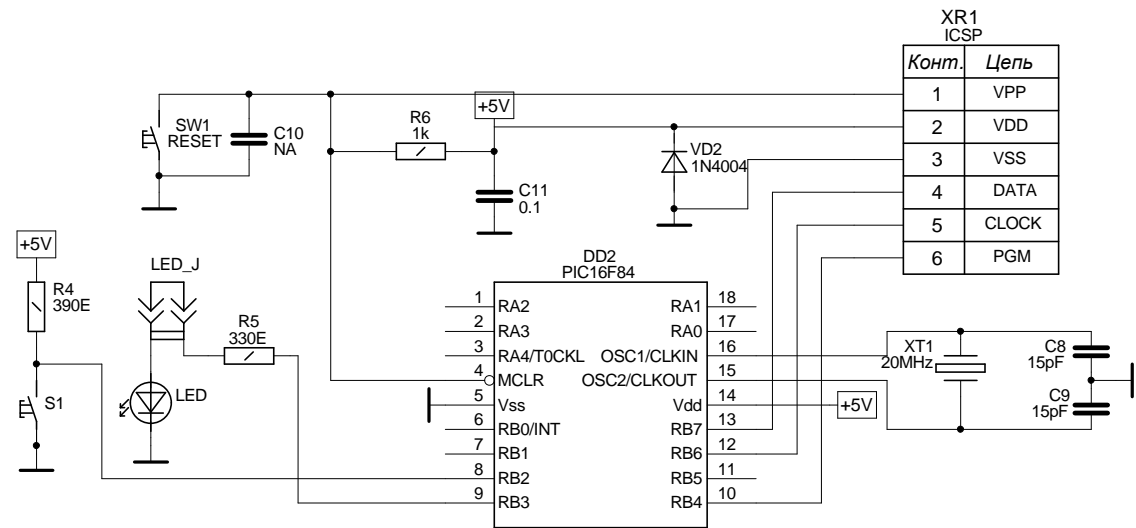 XR1
ICSP
Конт. Цепь
1 VPP
2 VDD
3 VSS
4 DATA
5 CLOCK
6 PGM
SW1
RESET
C10
NA
R6
1k
+5V
C11
0.1
VD2
1N4004
+5V
R4
390E
S1
LED_J
R5
330E
LED
DD2
PIC16F84
1 RA2
2 RA3
3 RA4/T0CKL
4 MCLR
5 Vss
6 RB0/INT
7 RB1
8 RB2
9 RB3
RA1 18
RA0 17
OSC1/CLKIN 16
OSC2/CLKOUT 15
Vdd 14
RB7 13
RB6 12
RB5 11
RB4 10
+5V
XT1
20MHz
C8
15pF
C9
15pF